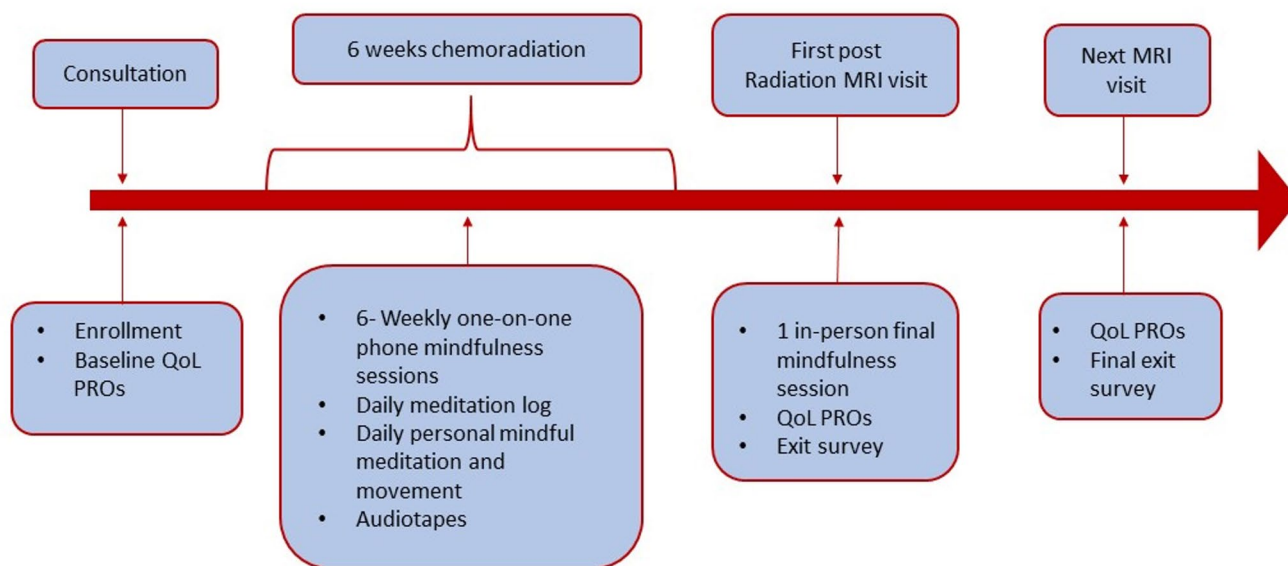 Consultation
6 weeks chemoradiation
First post
Radiation MRI visit
Next MRI
visit
• Enrollment
• Baseline QoL
PROs
• 6- Weekly one-on-one
phone mindfulness
sessions
• Daily meditation log
• Daily personal mindful
meditation and
movement
• Audiotapes
• 1 in-person final
mindfulness
session
• QoL PROs
• Exit survey
• QoL PROs
• Final exit
survey